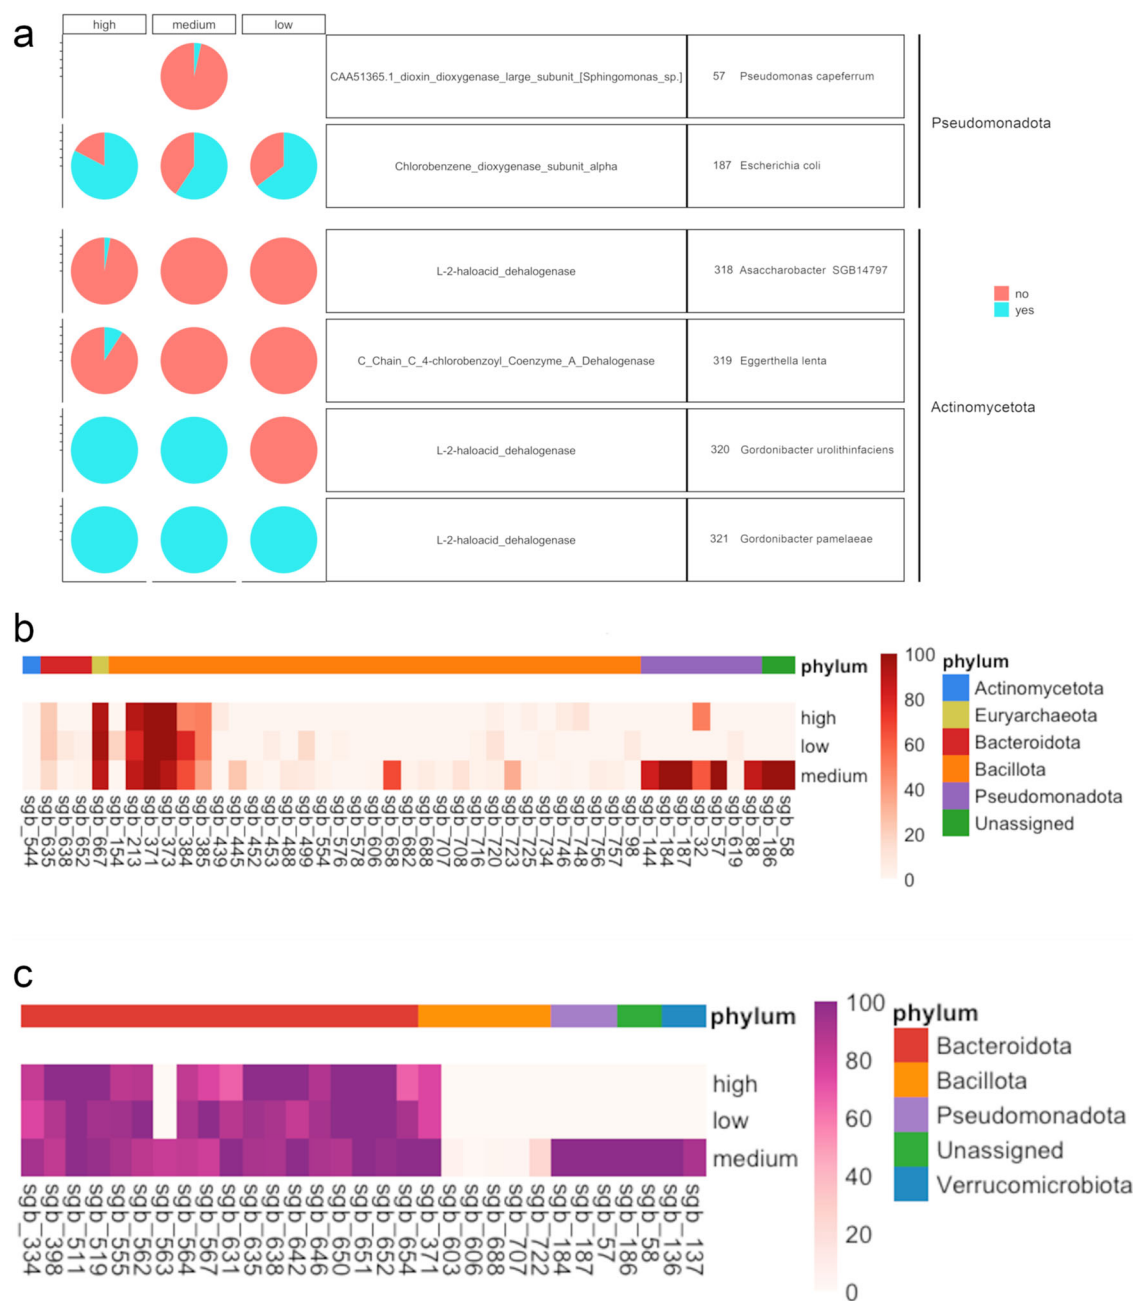 a
high medium low
CAA51365.1_dioxin_dioxygenase_large_subunit_[Sphingomonas_sp.] 57 Pseudomonas capeferrum
Pseudomonadota
Chlorobenzene_dioxygenase_subunit_alpha 187 Escherichia coli
L-2-haloacid_dehalogenase 318 Asaccharobacter SGB14797
no
yes
C_Chain_C_4-chlorobenzoyl_Coenzyme_A_Dehalogenase 319 Eggerthella lenta
Actinomycetota
L-2-haloacid_dehalogenase 320 Gordonibacter urolithinfaciens
L-2-haloacid_dehalogenase 321 Gordonibacter pamelaeae
b
phylum
high
low
medium
sgb_544 sgb_635 sgb_638 sgb_652 sgb_667 sgb_154 sgb_213 sgb_371 sgb_373 sgb_384 sgb_385 sgb_439 sgb_445 sgb_452 sgb_453 sgb_488 sgb_499 sgb_554 sgb_576 sgb_578 sgb_606 sgb_658 sgb_682 sgb_688 sgb_707 sgb_708 sgb_716 sgb_720 sgb_723 sgb_725 sgb_734 sgb_746 sgb_748 sgb_756 sgb_757 sgb_98 sgb_144 sgb_184 sgb_187 sgb_32 sgb_57 sgb_619 sgb_88 sgb_186 sgb_58
100
80
60
40
20
0
phylum
Actinomycetota
Euryarchaeota
Bacteroidota
Bacillota
Pseudomonadota
Unassigned
c
phylum
high
low
medium
sgb_334 sgb_398 sgb_511 sgb_519 sgb_555 sgb_562 sgb_563 sgb_564 sgb_567 sgb_631 sgb_635 sgb_638 sgb_642 sgb_646 sgb_650 sgb_651 sgb_652 sgb_654 sgb_371 sgb_603 sgb_606 sgb_688 sgb_707 sgb_722 sgb_184 sgb_187 sgb_57 sgb_186 sgb_58 sgb_136 sgb_137
100
80
60
40
20
0
phylum
Bacteroidota
Bacillota
Pseudomonadota
Unassigned
Verrucomicrobiota